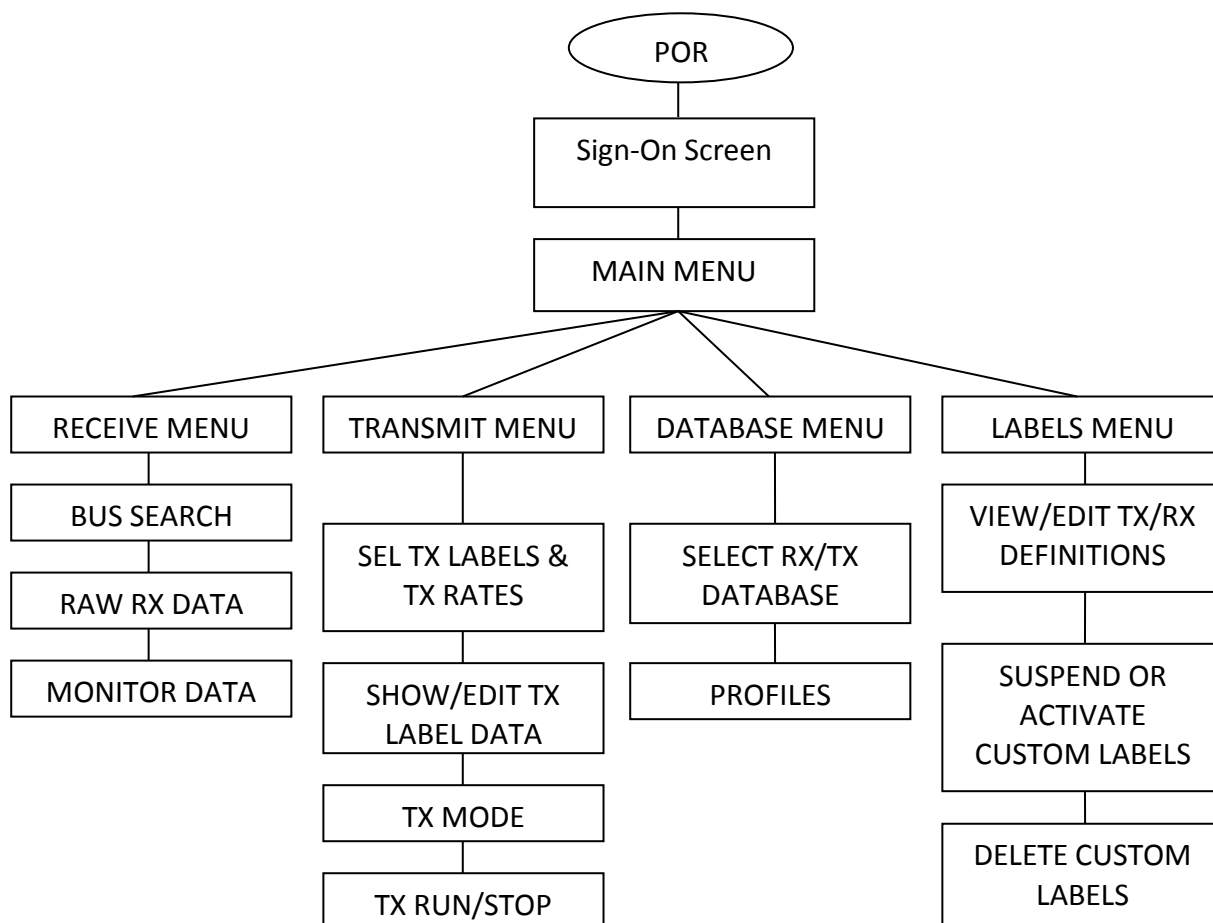 POR
Sign-On Screen
MAIN MENU
RECEIVE MENU
BUS SEARCH
RAW RX DATA
MONITOR DATA
TRANSMIT MENU
SEL TX LABELS &
TX RATES
SHOW/EDIT TX
LABEL DATA
TX MODE
TX RUN/STOP
DATABASE MENU
SELECT RX/TX
DATABASE
PROFILES
LABELS MENU
VIEW/EDIT TX/RX
DEFINITIONS
SUSPEND OR
ACTIVATE
CUSTOM LABELS
DELETE CUSTOM
LABELS